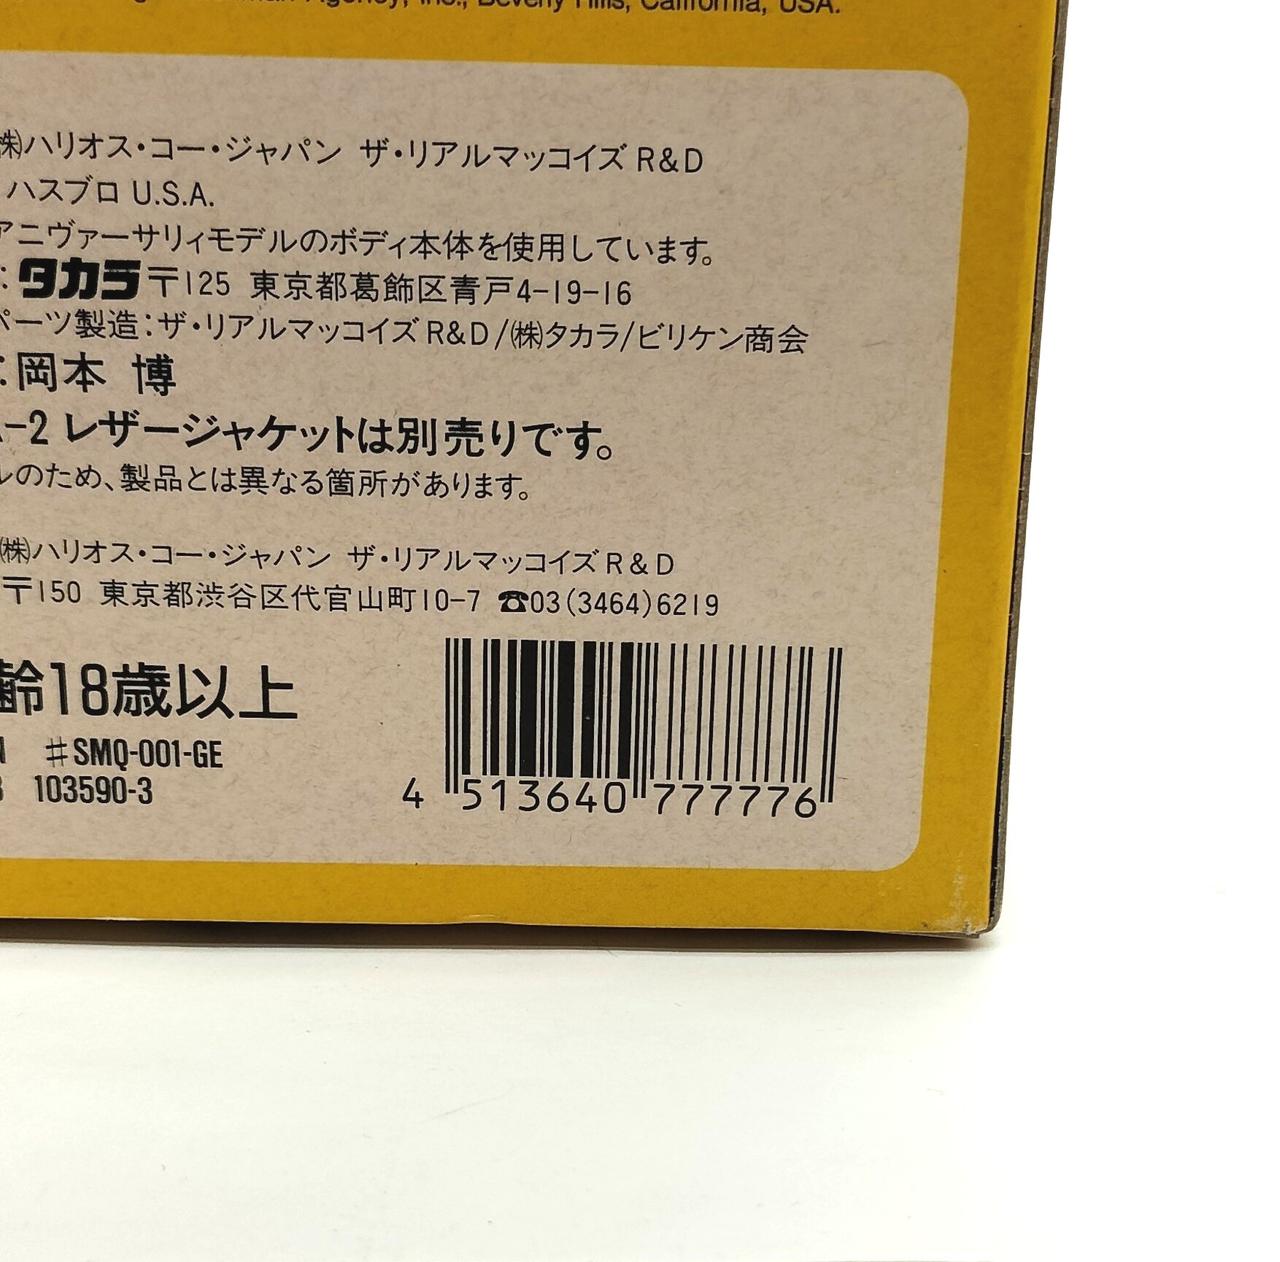 Agency, Inc., Beverly Hills, California, USA.
㈱ハリオス・コー・ジャパン ザ・リアルマッコイズ R&D
ハスブロ U.S.A.
アニヴァーサリィモデルのボディ本体を使用しています。
: タカラ 〒125 東京都葛飾区青戸4-19-16
パーツ製造:ザ・リアルマッコイズ R&D/㈱タカラ/ビリケン商会
:岡本 博
-2 レザージャケットは別売りです。
ルのため、製品とは異なる箇所があります。
㈱ハリオス・コー・ジャパン ザ・リアルマッコイズ R&D
〒150 東京都渋谷区代官山町10-7 ☎03(3464)6219
齢18歳以上
#SMQ-001-GE
103590-3
4 513640 777776